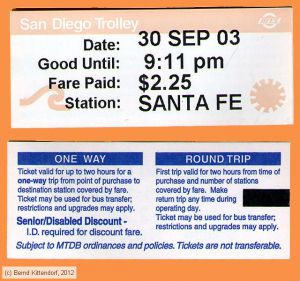 San Diego Trolley
Date: 30 SEP 03
Good Until: 9:11 pm
Fare Paid: $2.25
Station: SANTA FE
ONE WAY
Ticket valid for up to two hours for a
one-way trip from point of purchase to
destination station covered by fare.
Ticket may be used for bus transfer;
restrictions and upgrades may apply.
Senior/Disabled Discount -
I.D. required for discount fare.
ROUND TRIP
First trip valid for two hours from time of
purchase and number of stations
covered by fare. Make
return trip any time during
operating day.
Ticket may be used for bus transfer;
restrictions and upgrades may apply.
Subject to MTDB ordinances and policies. Tickets are not transferable.
(c) Bernd Kittendorf, 2012